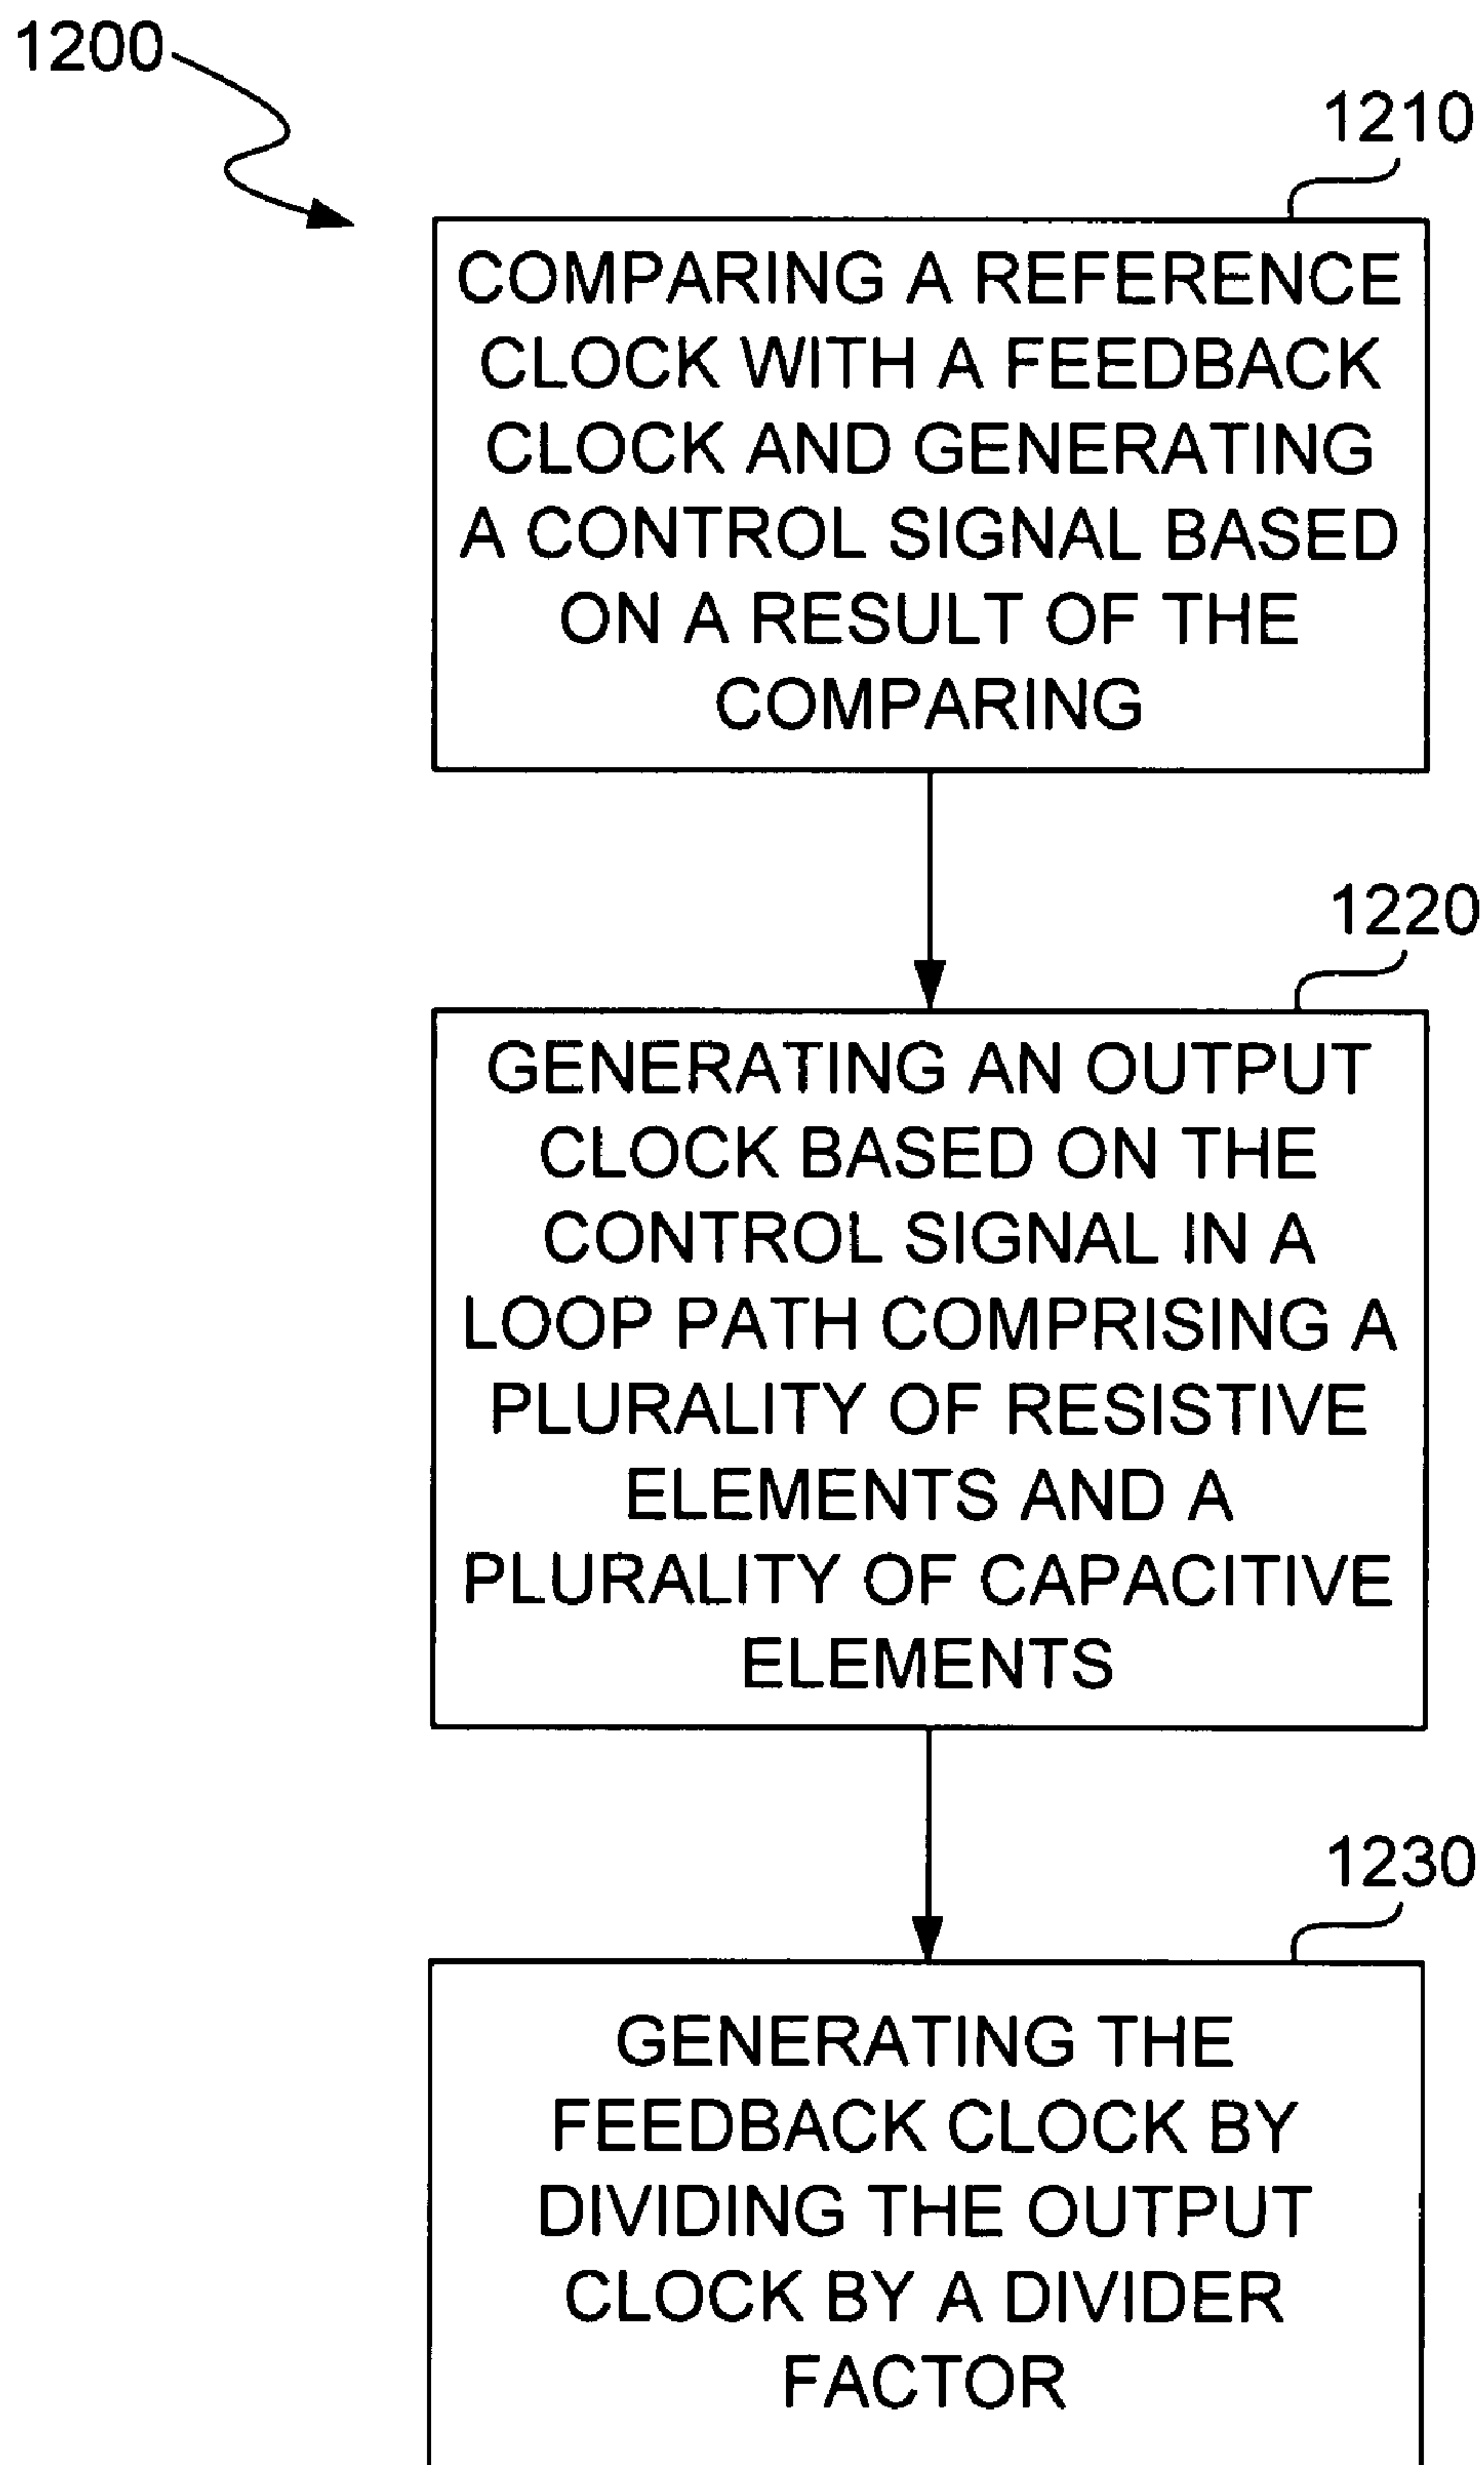 1200
1210
COMPARING A REFERENCE
CLOCK WITH A FEEDBACK
CLOCK AND GENERATING
A CONTROL SIGNAL BASED
ON A RESULT OF THE
COMPARING
1220
GENERATING AN OUTPUT
CLOCK BASED ON THE
CONTROL SIGNAL IN A
LOOP PATH COMPRISING A
PLURALITY OF RESISTIVE
ELEMENTS AND A
PLURALITY OF CAPACITIVE
ELEMENTS
1230
GENERATING THE
FEEDBACK CLOCK BY
DIVIDING THE OUTPUT
CLOCK BY A DIVIDER
FACTOR